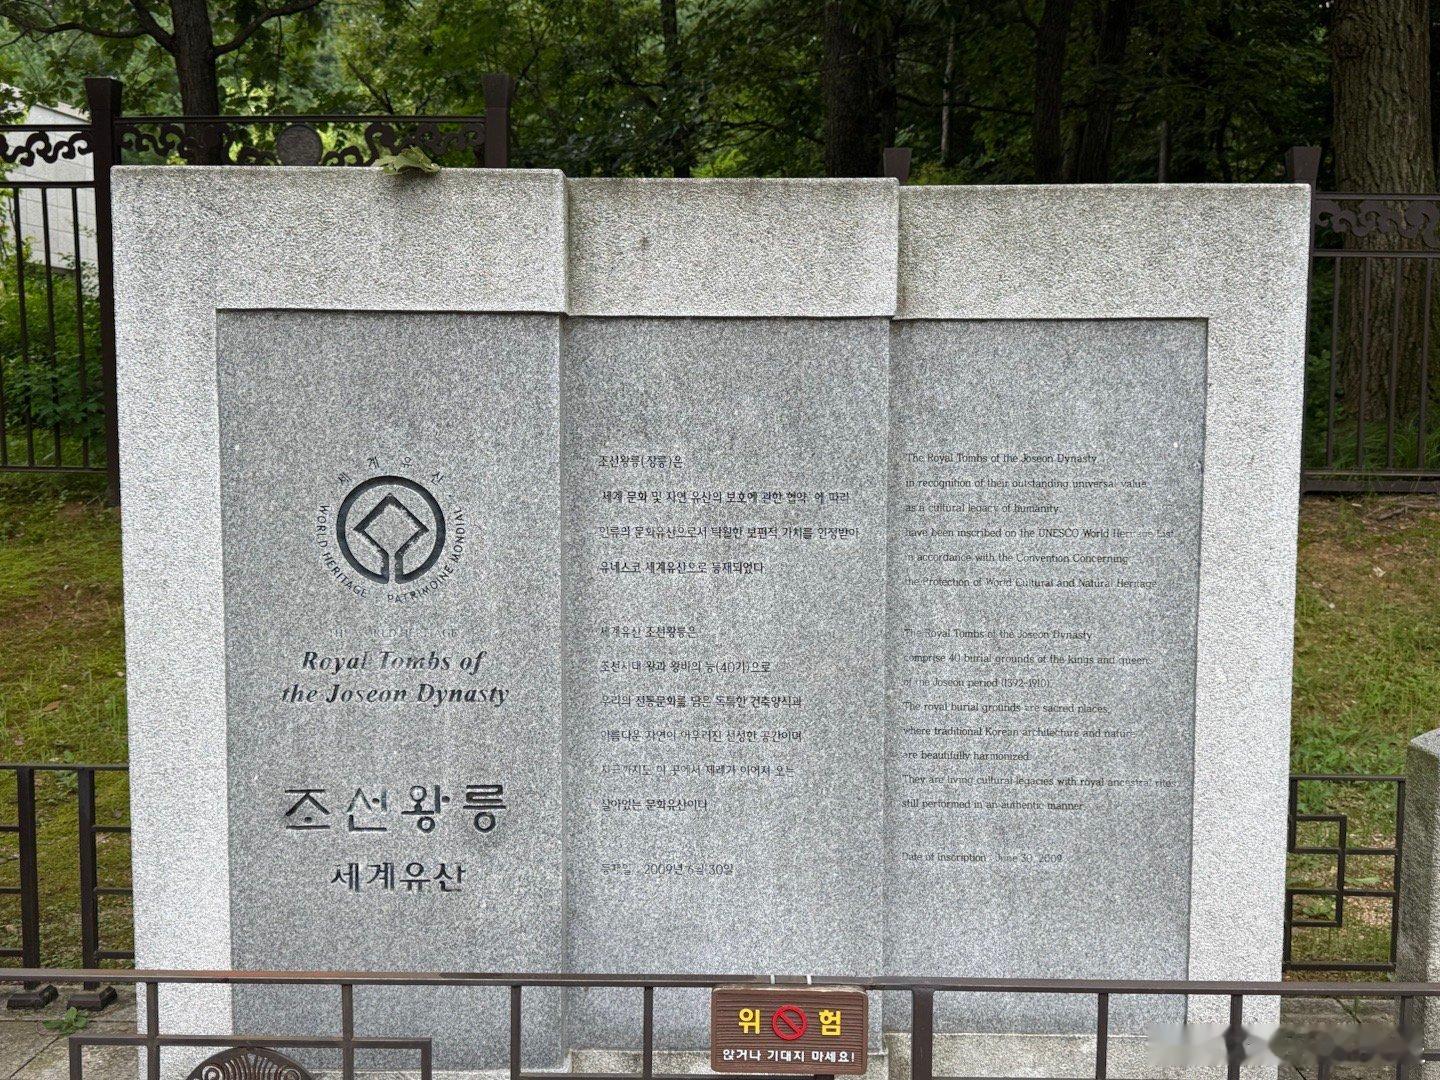 세계유산
WORLD HERITAGE · PATRIMOINE MONDIAL
THE WORLD HERITAGE
Royal Tombs of
the Joseon Dynasty
조선왕릉
세계유산
조선왕릉(장릉)은
세계 문화 및 자연 유산의 보호에 관한 협약 에 따라
인류의 문화유산으로서 탁월한 보편적 가치를 인정받아
유네스코 세계유산으로 등재되었다
세계유산 조선왕릉은
조선시대 왕과 왕비의 능(40기)으로
우리의 전통문화를 담은 독특한 건축양식과
아름다운 자연이 어우러진 신성한 공간이며
지금까지도 이 곳에서 제례가 이어져 오는
살아있는 문화유산이다
등재일 2009년 6월 30일
The Royal Tombs of the Joseon Dynasty
in recognition of their outstanding universal value
as a cultural legacy of humanity
have been inscribed on the UNESCO World Heritage List
in accordance with the Convention Concerning
the Protection of World Cultural and Natural Heritage
The Royal Tombs of the Joseon Dynasty
comprise 40 burial grounds of the kings and queens
of the Joseon period (1392-1910).
The royal burial grounds are sacred places,
where traditional Korean architecture and nature
are beautifully harmonized.
They are living cultural legacies with royal ancestral rites
still performed in an authentic manner
Date of inscription June 30, 2009
위험
앉거나 기대지 마세요!